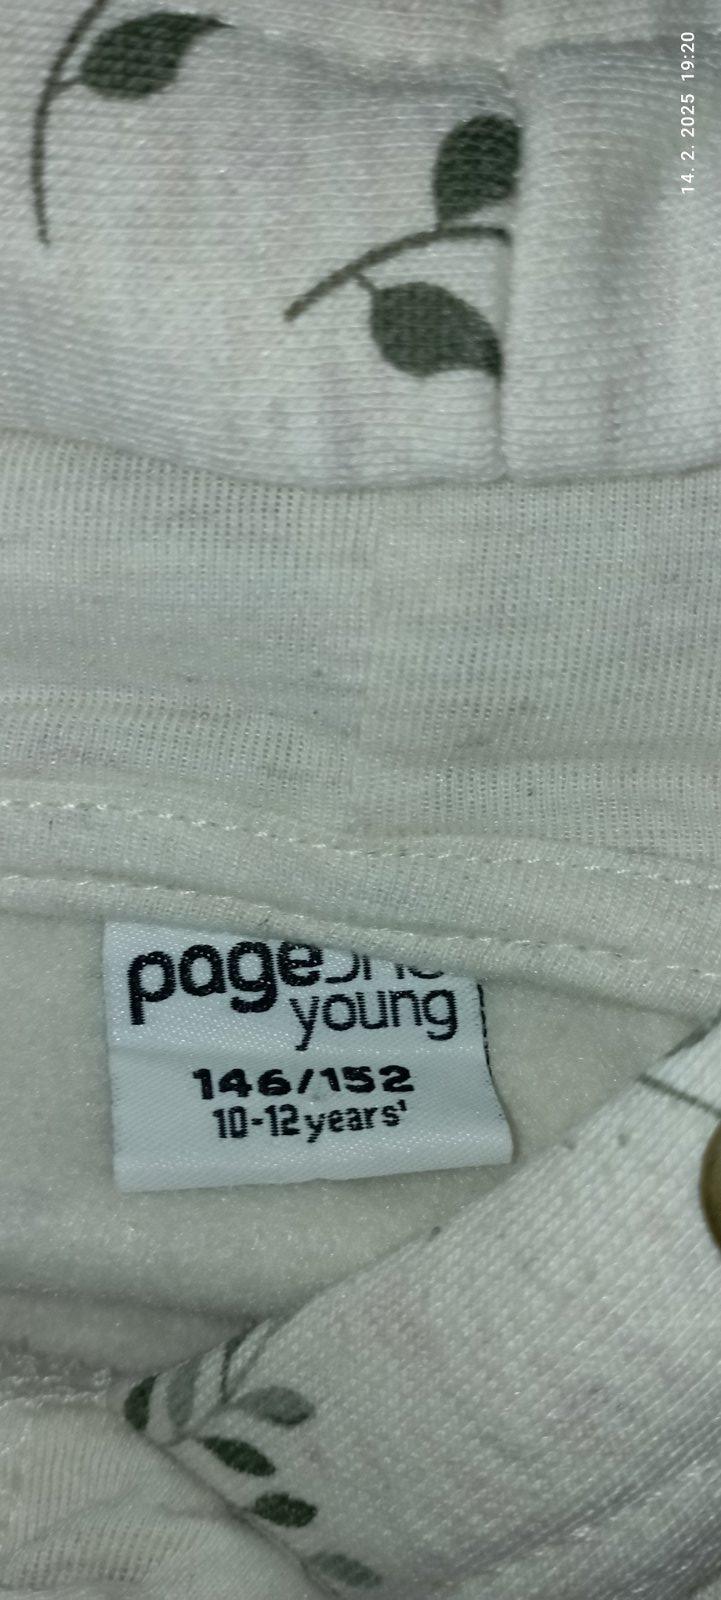 14. 2. 2025 19:20
page
young
146/152
10-12 years'